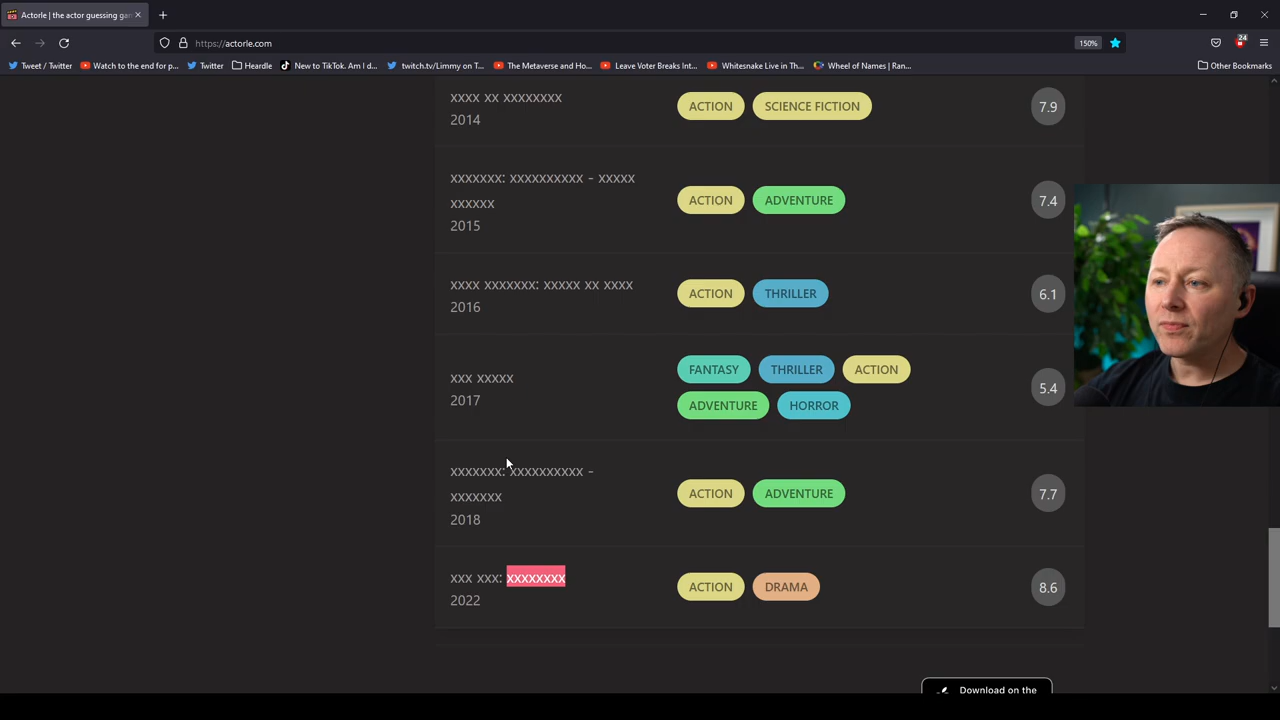 Actorle | the actor guessing gam
https://actorle.com
150%
24
Tweet / Twitter
Watch to the end for p...
Twitter
Heardle
New to TikTok. Am I d...
twitch.tv/Limmy on T...
The Metaverse and Ho...
Leave Voter Breaks Int...
Whitesnake Live in Th...
Wheel of Names | Ran...
Other Bookmarks
xxxx xx xxxxxxxx
2014
ACTION SCIENCE FICTION
7.9
xxxxxxx: xxxxxxxxxx - xxxxx
xxxxxx
2015
ACTION ADVENTURE
7.4
xxxx xxxxxxx: xxxxx xx xxxx
2016
ACTION THRILLER
6.1
xxx xxxxx
2017
FANTASY THRILLER ACTION
ADVENTURE HORROR
5.4
xxxxxxx: xxxxxxxxxx -
xxxxxxx
2018
ACTION ADVENTURE
7.7
xxx xxx: xxxxxxxx
2022
ACTION DRAMA
8.6
Download on the